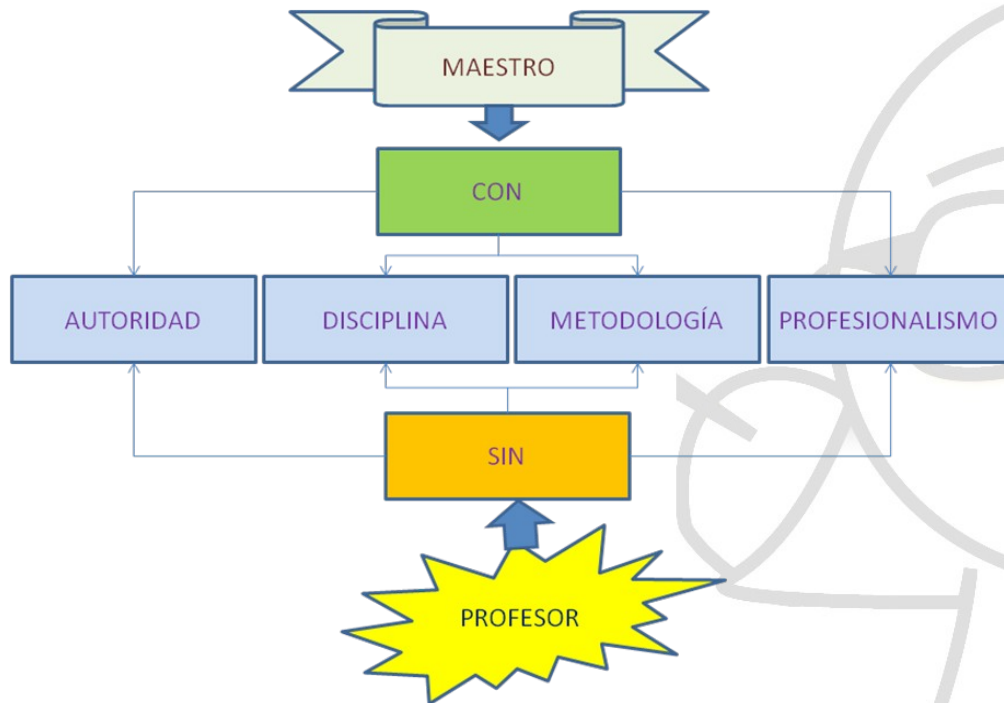 MAESTRO
CON
AUTORIDAD
DISCIPLINA
METODOLOGÍA
PROFESIONALISMO
SIN
PROFESOR